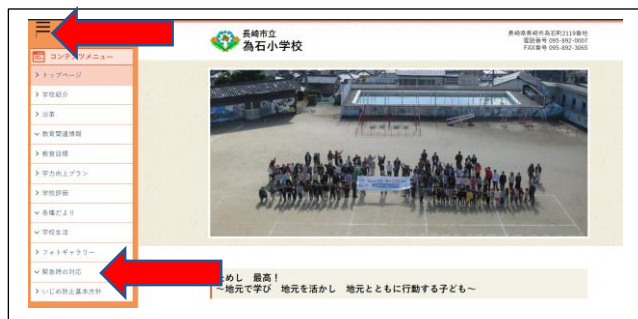 長崎市立
為石小学校
長崎県長崎市為石町2119番地
電話番号 095-892-0007
FAX番号 095-892-3065
コンテンツメニュー
トップページ
学校紹介
沿革
教育関連情報
教育目標
学力向上プラン
学校評価
各種だより
学校生活
フォトギャラリー
緊急時の対応
いじめ防止基本方針
ためし 最高!
~地元で学び 地元を活かし 地元とともに行動する子ども~